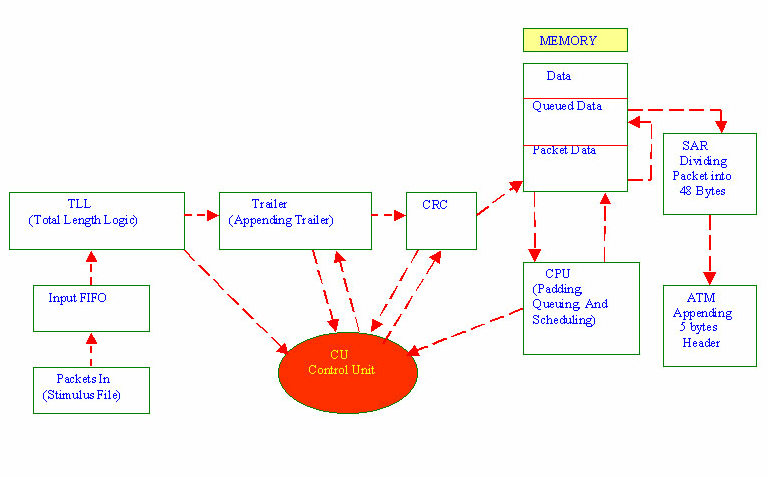 MEMORY
Data
Queued Data
Packet Data
SAR
Dividing
Packet into
48 Bytes
TLL
(Total Length Logic)
Trailer
(Appending Trailer)
CRC
CPU
(Padding,
Queuing, And
Scheduling)
ATM
Appending
5 bytes
Header
Input FIFO
CU
Control Unit
Packets In
(Stimulus File)